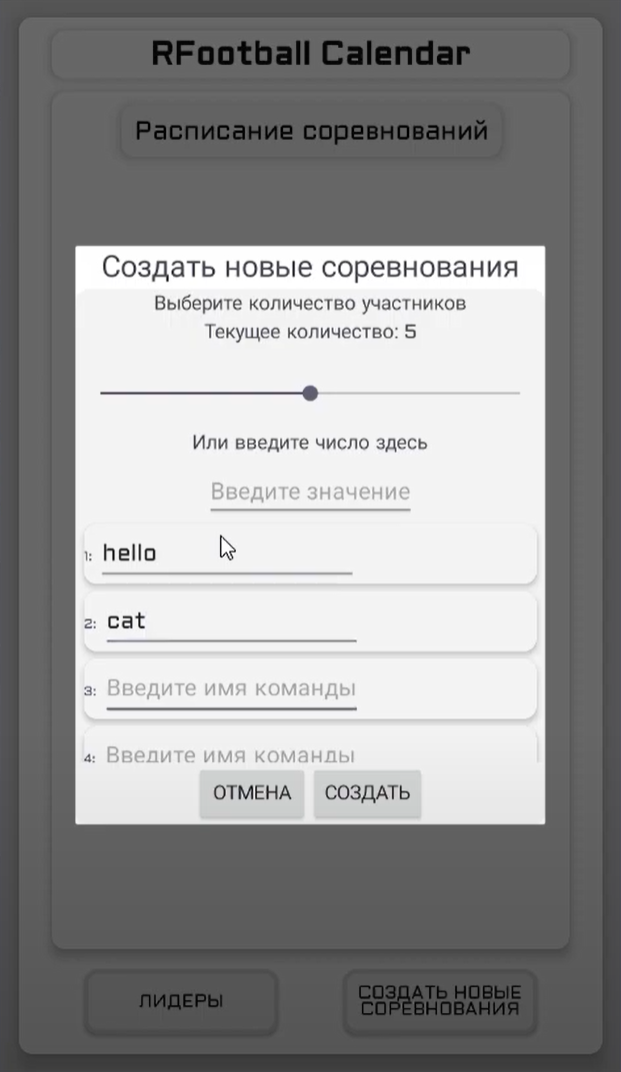 RFootball Calendar
Расписание соревнований
Создать новые соревнования
Выберите количество участников
Текущее количество: 5
Или введите число здесь
Введите значение
1: hello
2: cat
3: Введите имя команды
4: Введите имя команды
ОТМЕНА СОЗДАТЬ
ЛИДЕРЫ
СОЗДАТЬ НОВЫЕ
СОРЕВНОВАНИЯ